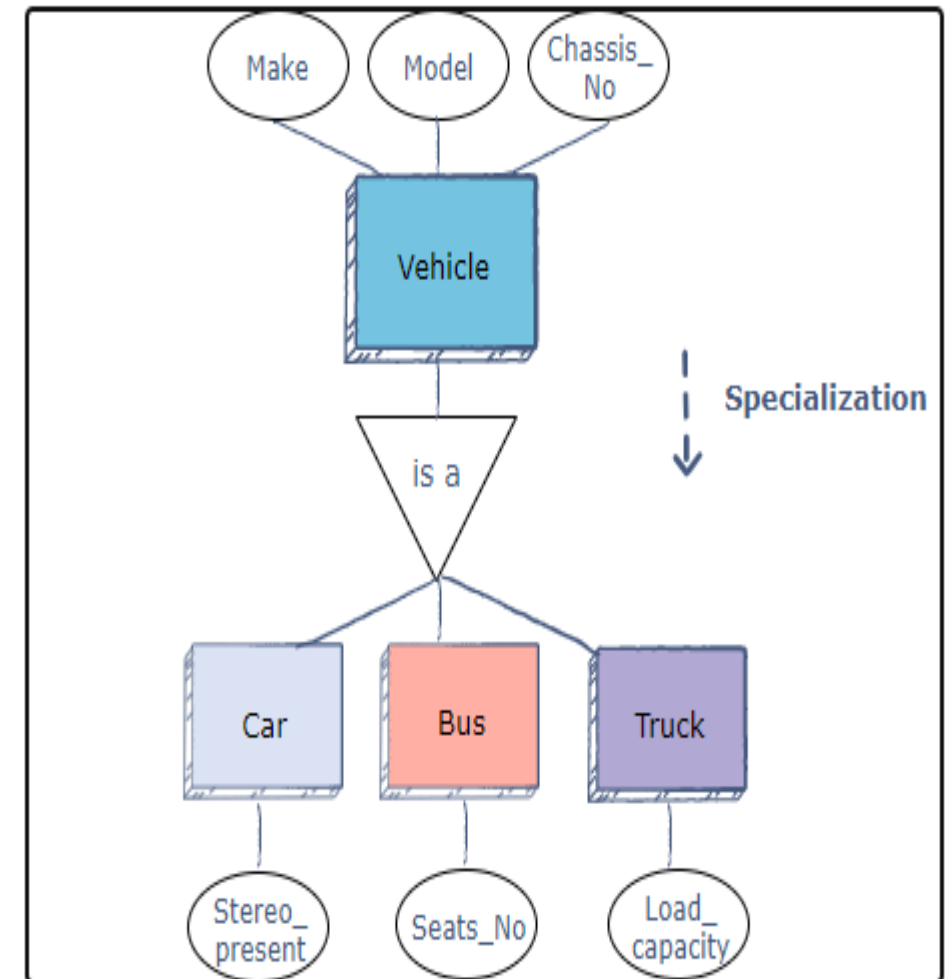 Make
Model
Chassis_
No
Vehicle
Specialization
is a
Car
Bus
Truck
Stereo_
present
Seats_No
Load_
capacity